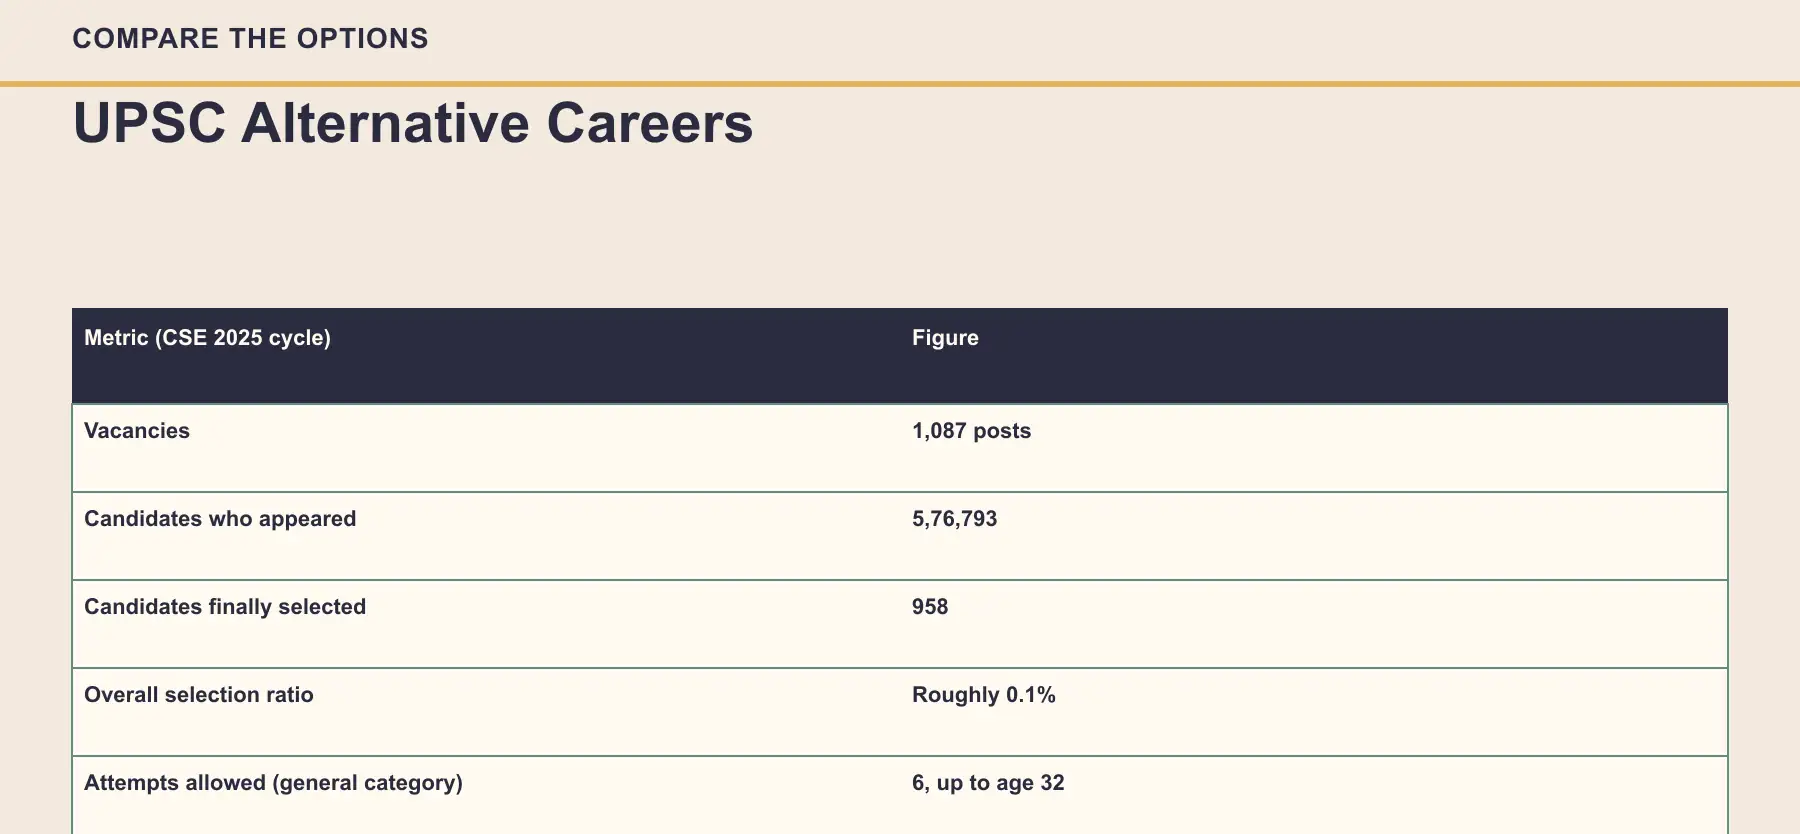 COMPARE THE OPTIONS
UPSC Alternative Careers
Metric (CSE 2025 cycle) Figure
Vacancies 1,087 posts
Candidates who appeared 5,76,793
Candidates finally selected 958
Overall selection ratio Roughly 0.1%
Attempts allowed (general category) 6, up to age 32